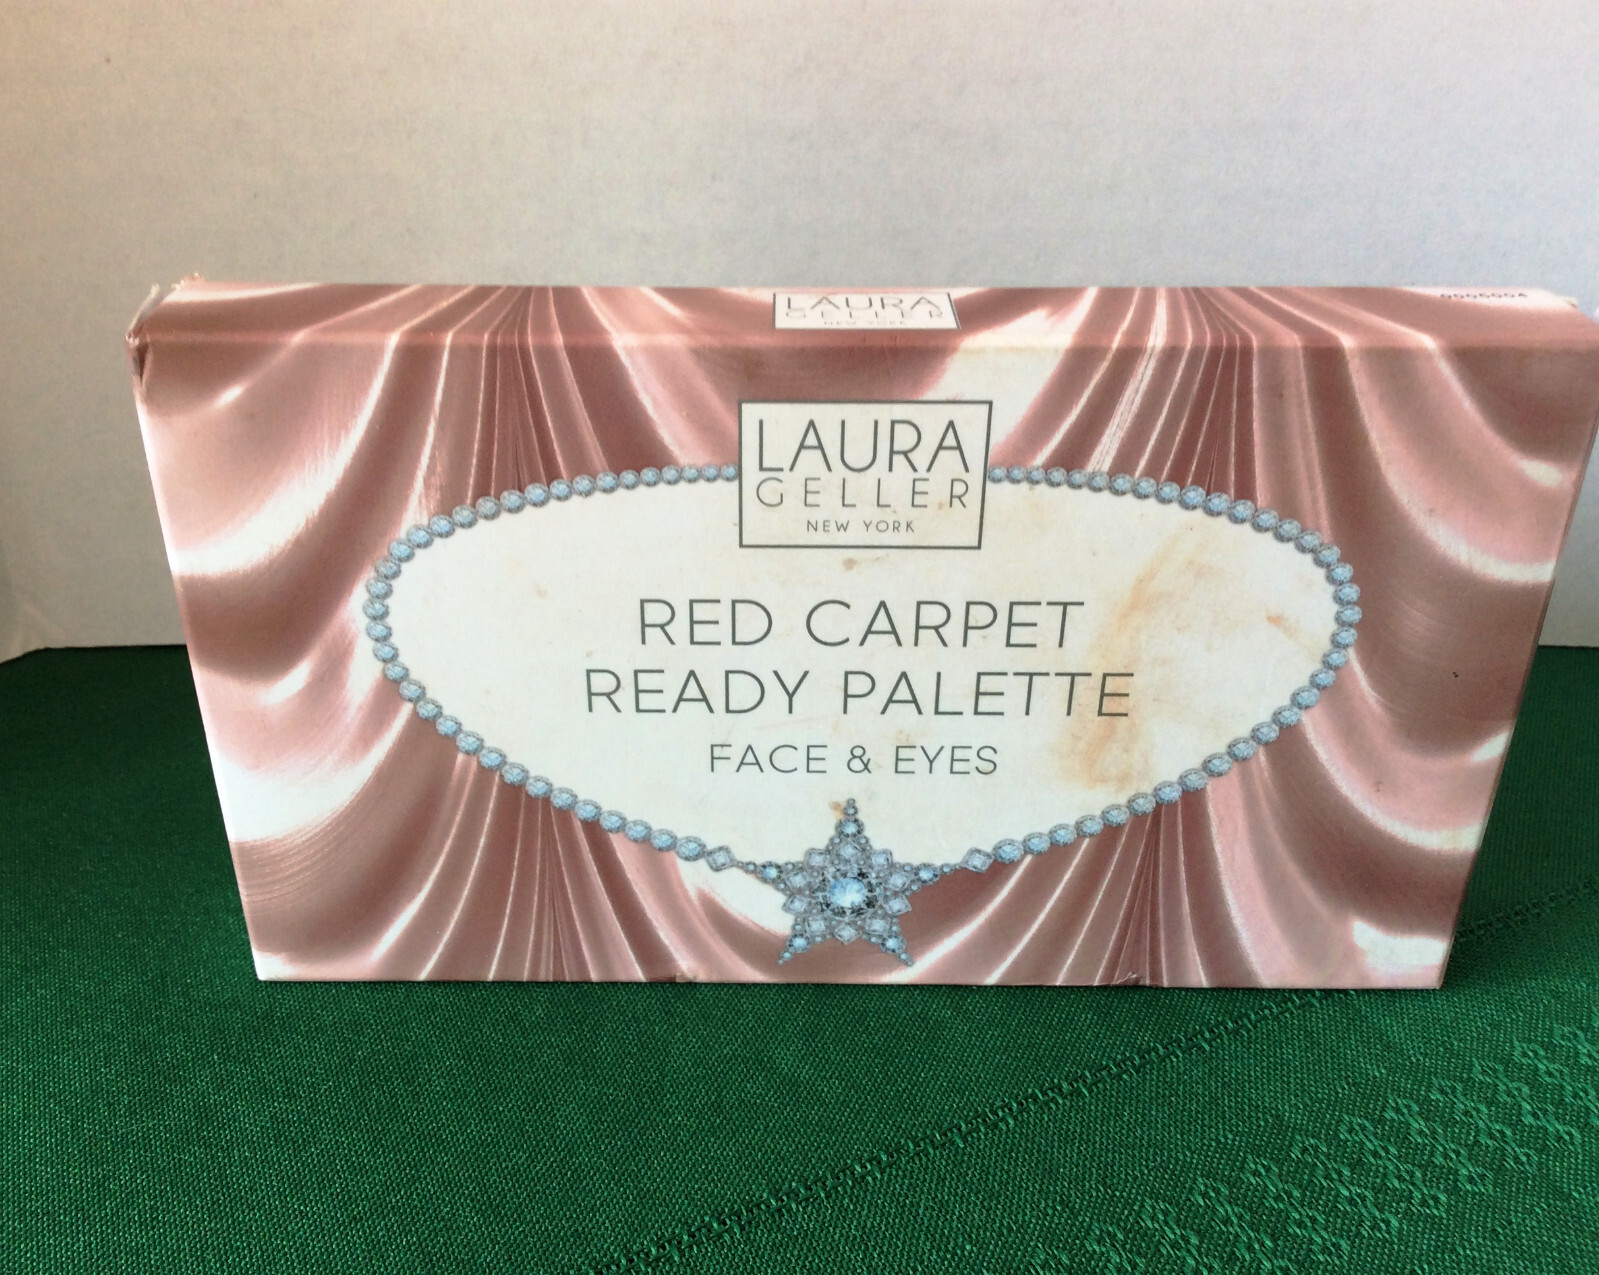 LAURA
GELLER
NEW YORK
LAURA
GELLER
NEW YORK
RED CARPET
READY PALETTE
FACE & EYES